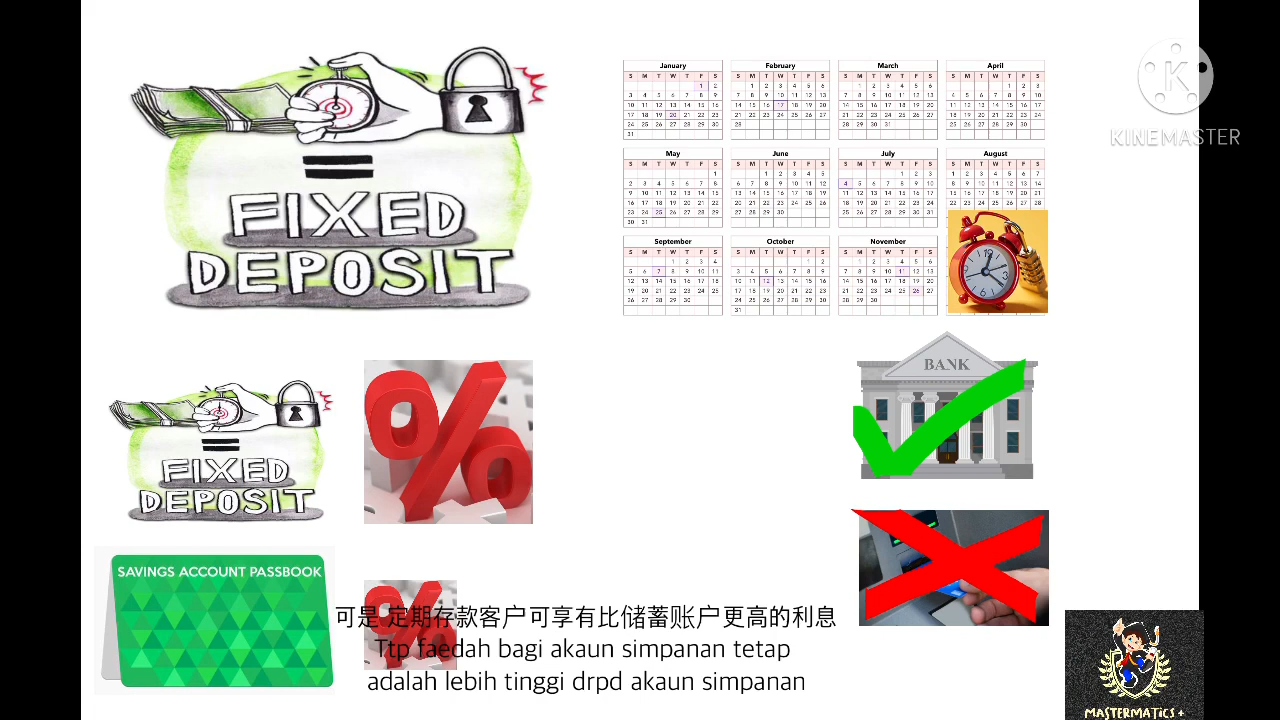 FIXED
DEPOSIT
January February March April
S M T W T F S S M T W T F S S M T W T F S S M T W T F S
May June July August
S M T W T F S S M T W T F S S M T W T F S S M T W T F S
September October November
S M T W T F S S M T W T F S S M T W T F S
K
KINEMASTER
BANK
FIXED
DEPOSIT
%
SAVINGS ACCOUNT PASSBOOK
%
可是 定期存款客户可享有比储蓄账户更高的利息
Ttp faedah bagi akaun simpanan tetap
adalah lebih tinggi drpd akaun simpanan
MASTERMATICS+